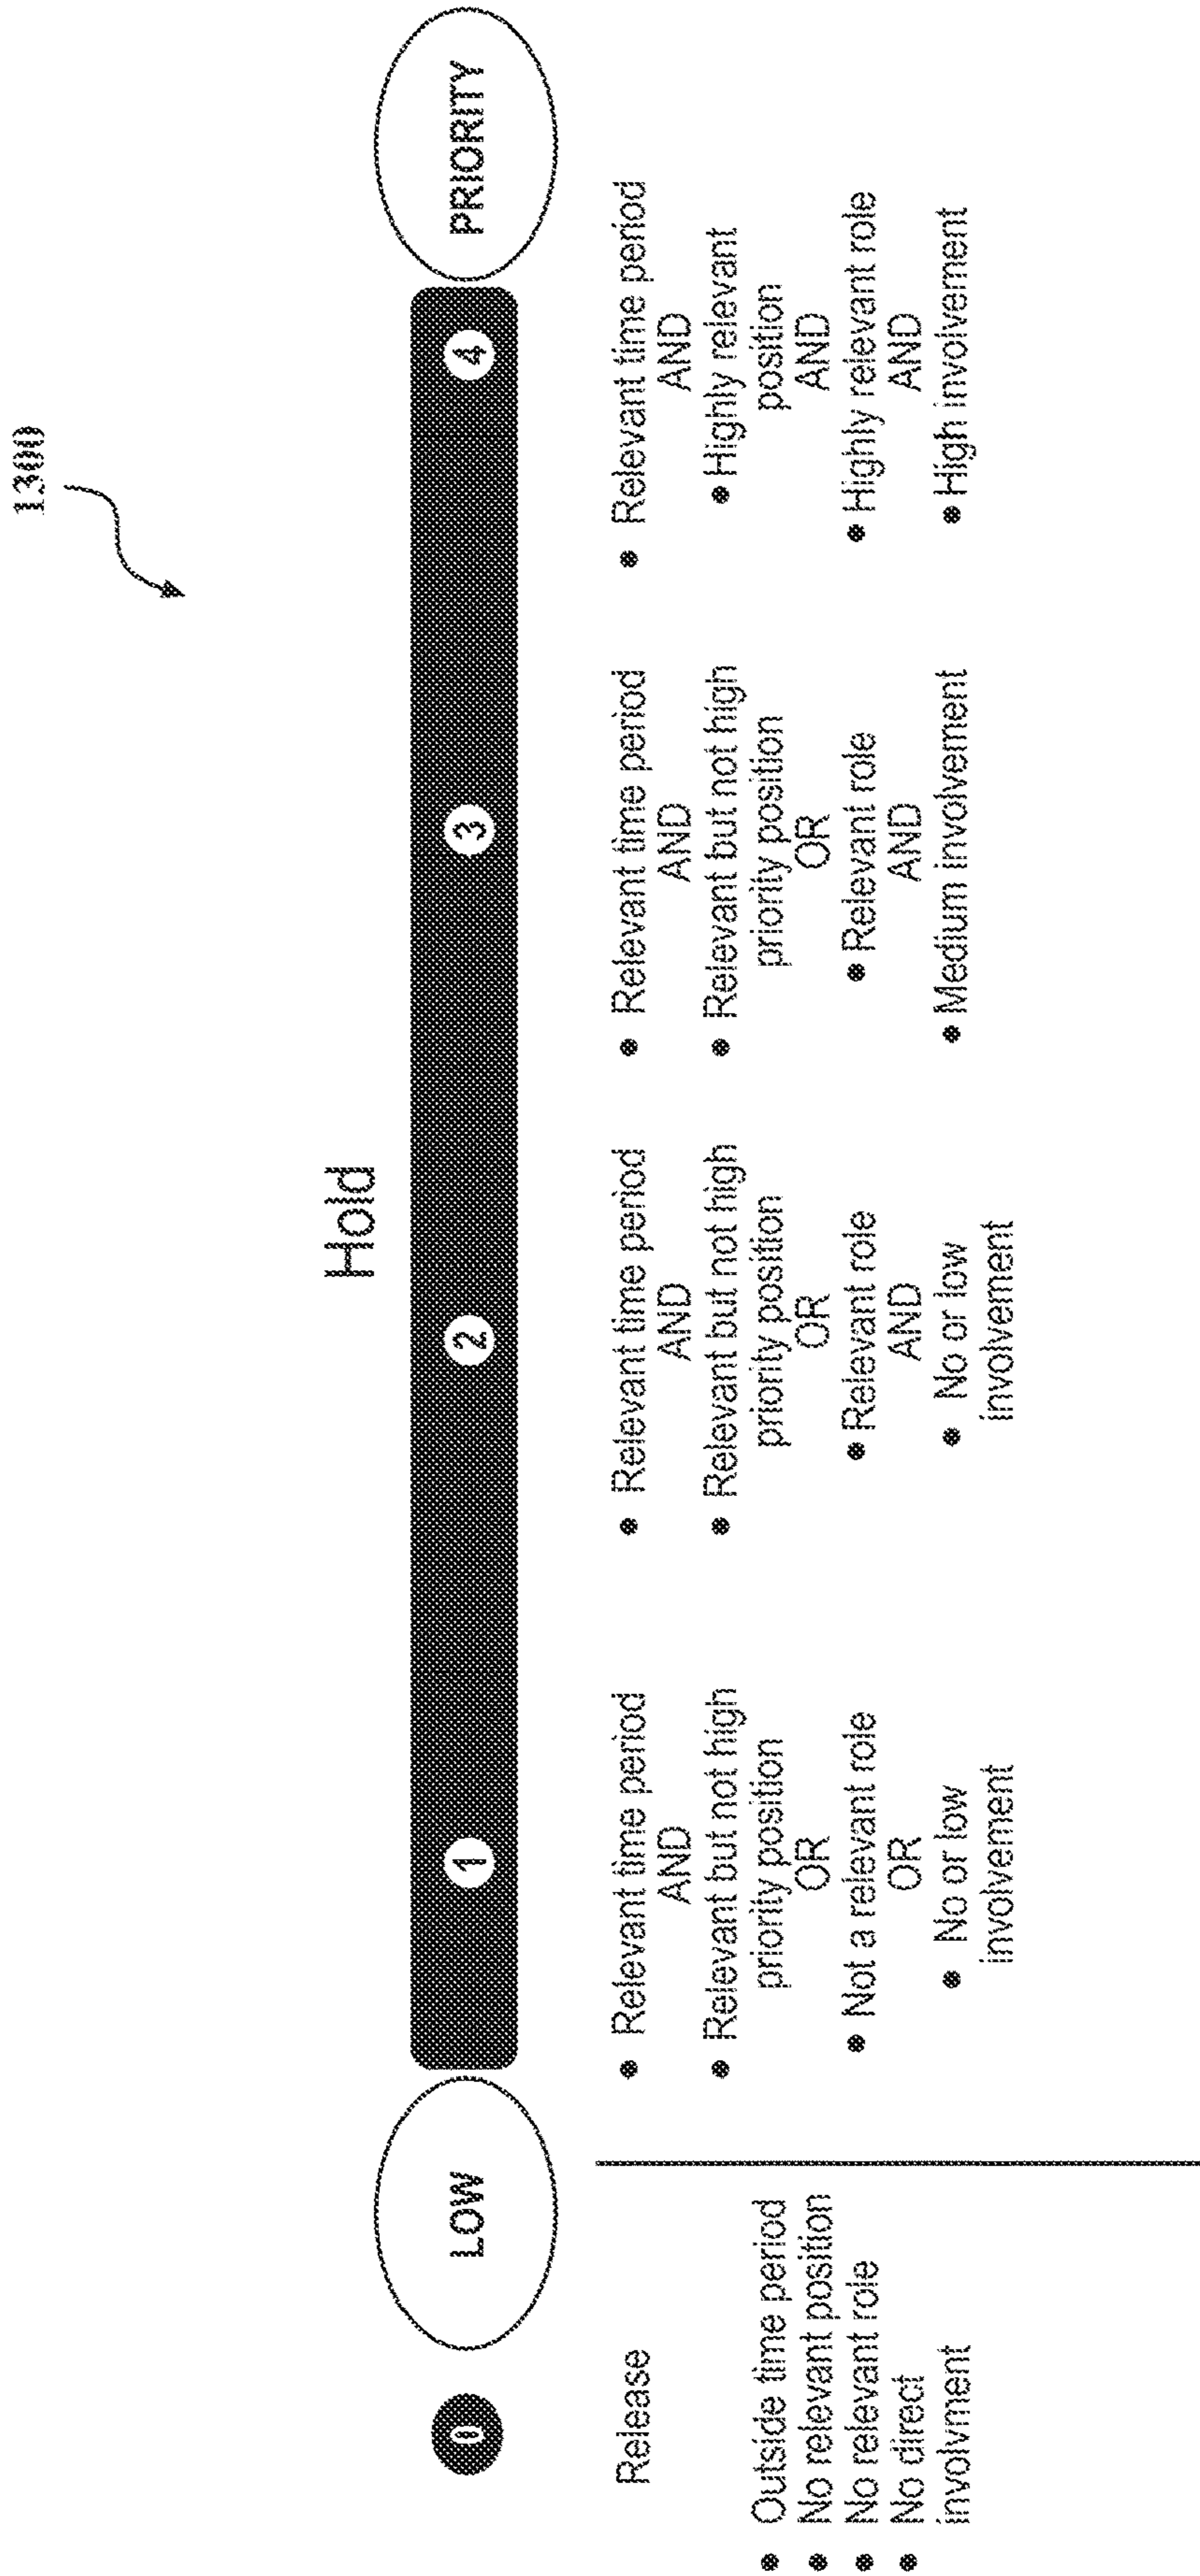 1300
Hold
0
LOW
1
2
3
4
PRIORITY
Release
• Outside time period
• No relevant position
• No relevant role
• No direct
involvment
• Relevant time period
AND
• Relevant but not high
priority position
OR
• Not a relevant role
OR
• No or low
involvement
• Relevant time period
AND
• Relevant but not high
priority position
OR
• Relevant role
AND
• No or low
involvement
• Relevant time period
AND
• Relevant but not high
priority position
OR
• Relevant role
AND
• Medium involvement
• Relevant time period
AND
• Highly relevant
position
AND
• Highly relevant role
AND
• High involvement